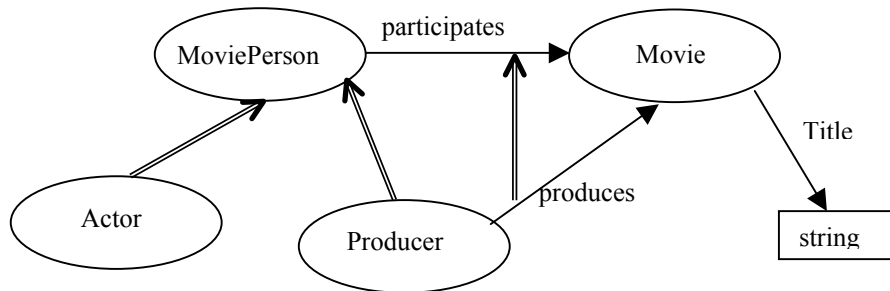 participates
MoviePerson
Movie
Title
produces
Actor
Producer
string